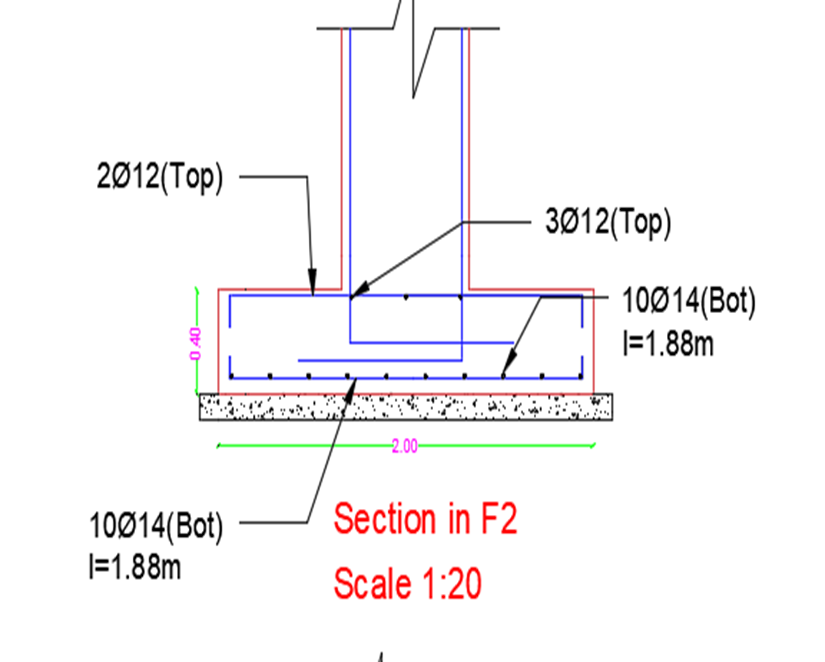 2Ø12(Top)
3Ø12(Top)
10Ø14(Bot)
l=1.88m
0.40
2.00
10Ø14(Bot)
l=1.88m
Section in F2
Scale 1:20